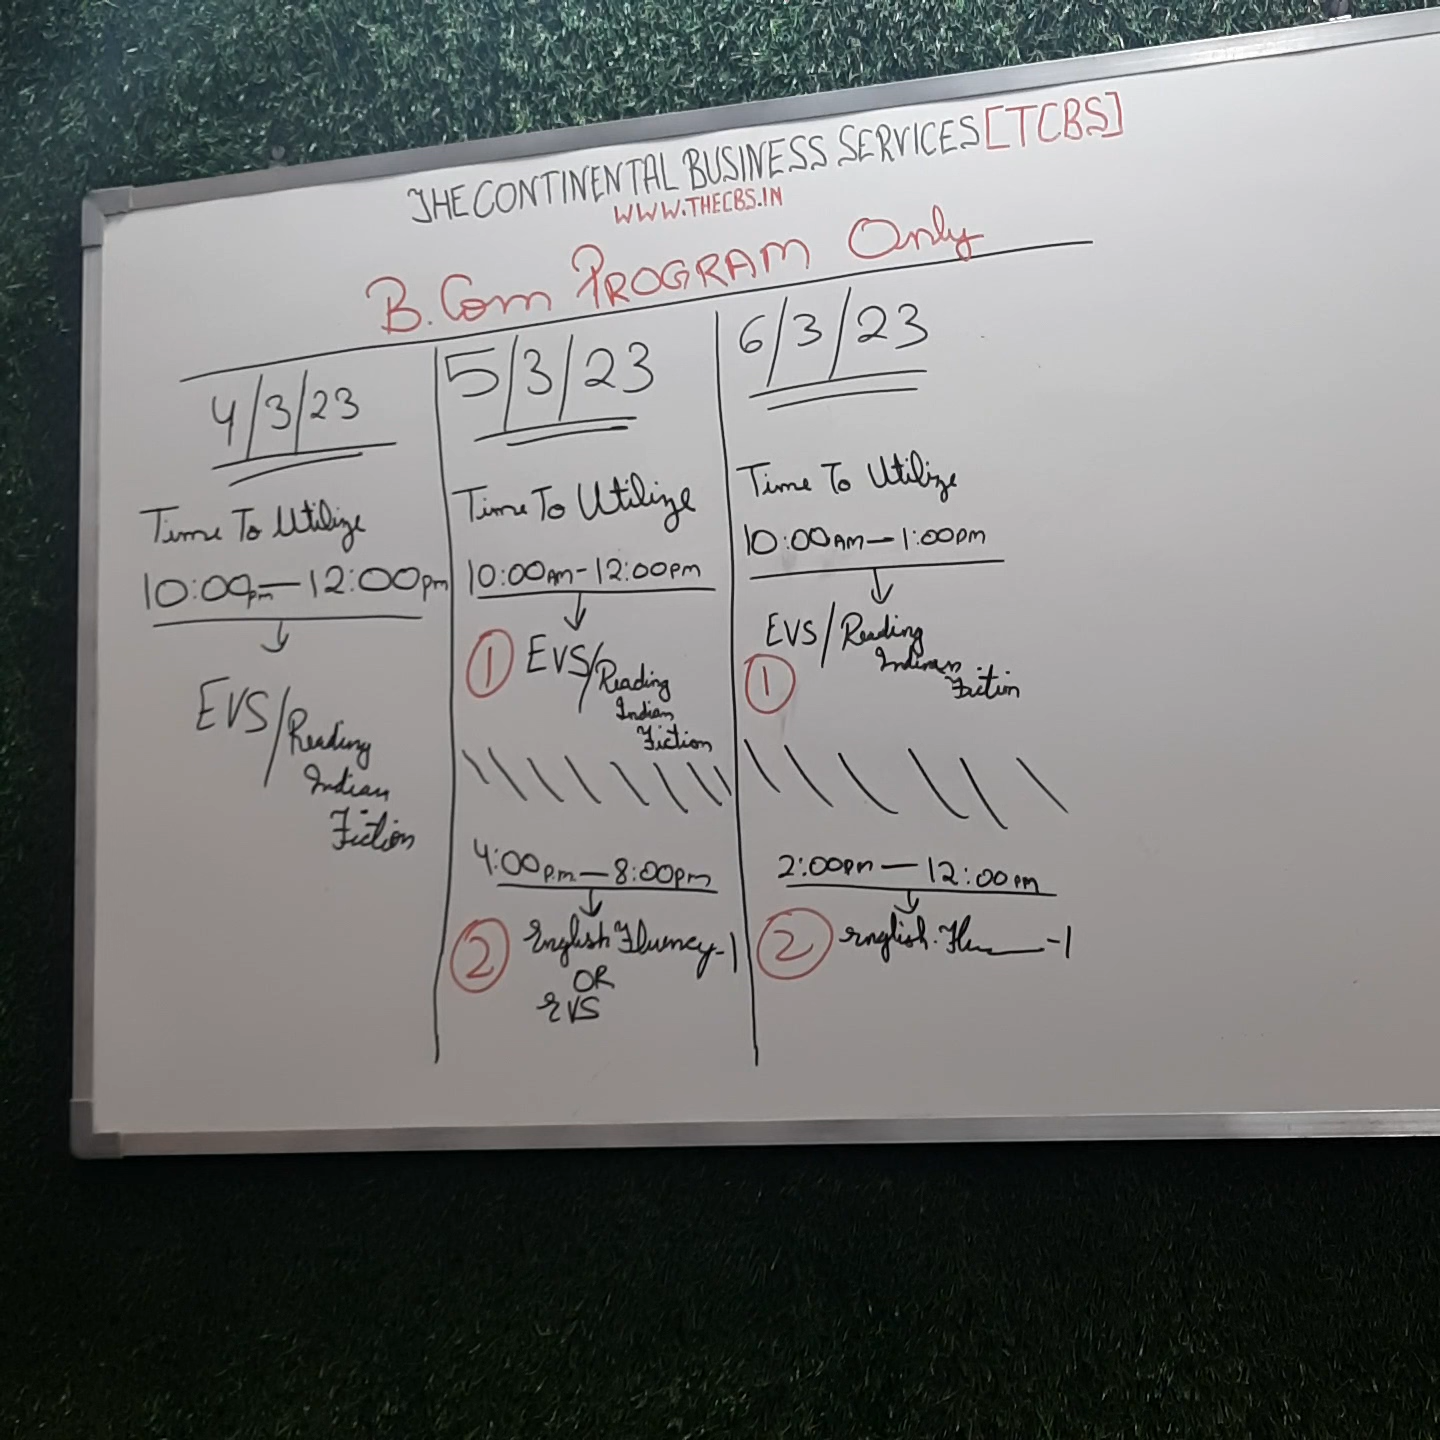 THE CONTINENTAL BUSINESS SERVICES [TCBS]
WWW.THECBS.IN
B.Com PROGRAM Only
4/3/23
Time To Utilize
10:00pm — 12:00pm
EVS/Reading
Indian
Fiction
5/3/23
Time To Utilize
10:00AM - 12:00PM
① EVS/Reading
Indian
Fiction
4:00P.m — 8:00pm
② English Fluency-1
OR
EVS
6/3/23
Time To Utilize
10:00AM — 1:00pm
EVS/Reading
Indian
Fiction
①
2:00pm — 12:00pm
② English Flu____-1